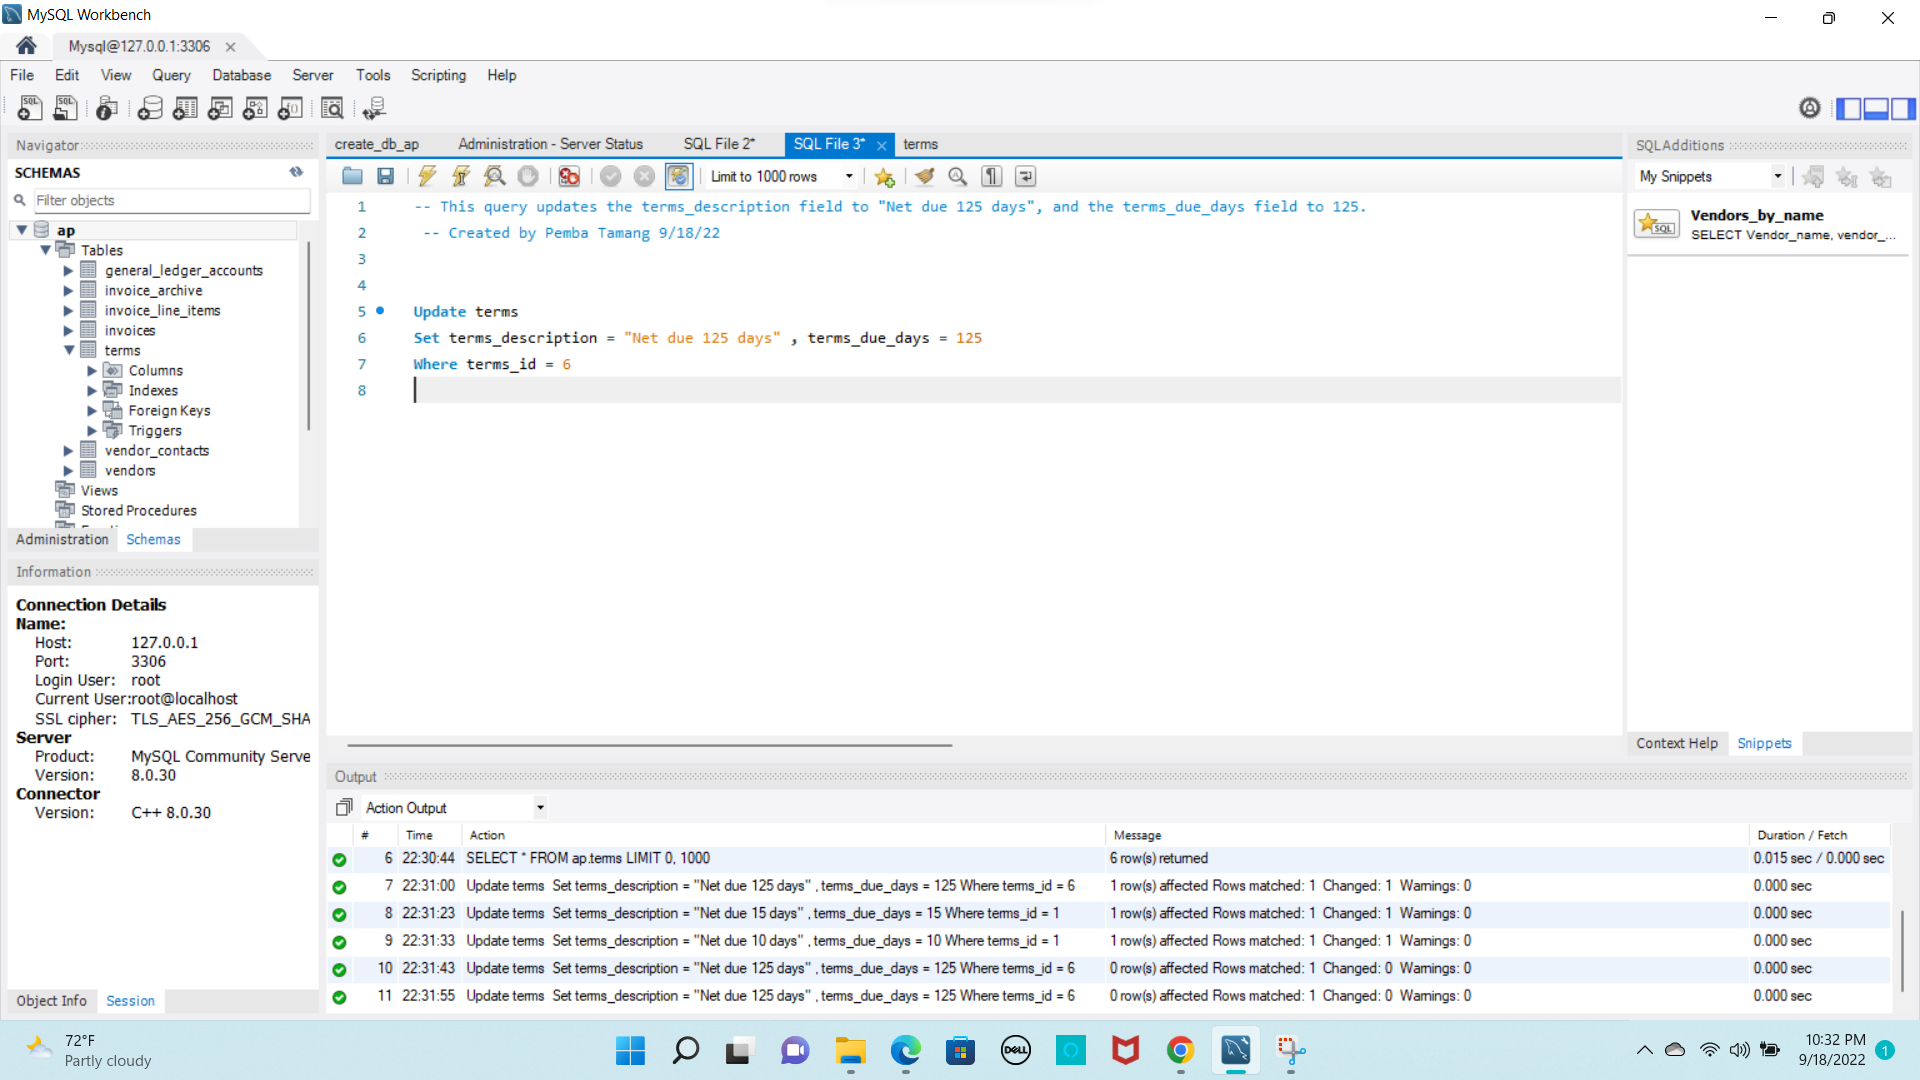 MySQL Workbench
Mysql@127.0.0.1:3306
File Edit View Query Database Server Tools Scripting Help
Navigator
SCHEMAS
Filter objects
ap
Tables
general_ledger_accounts
invoice_archive
invoice_line_items
invoices
terms
Columns
Indexes
Foreign Keys
Triggers
vendor_contacts
vendors
Views
Stored Procedures
Administration Schemas
Information
Connection Details
Name:
Host: 127.0.0.1
Port: 3306
Login User: root
Current User:root@localhost
SSL cipher: TLS_AES_256_GCM_SHA
Server
Product: MySQL Community Serve
Version: 8.0.30
Connector
Version: C++ 8.0.30
Object Info Session
create_db_ap Administration - Server Status SQL File 2* SQL File 3* terms
Limit to 1000 rows
1 -- This query updates the terms_description field to "Net due 125 days", and the terms_due_days field to 125.
2 -- Created by Pemba Tamang 9/18/22
3
4
5 Update terms
6 Set terms_description = "Net due 125 days" , terms_due_days = 125
7 Where terms_id = 6
8
SQLAdditions
My Snippets
Vendors_by_name
SQL SELECT Vendor_name, vendor_...
Context Help Snippets
Output
Action Output
# Time Action Message Duration / Fetch
6 22:30:44 SELECT * FROM ap.terms LIMIT 0, 1000 6 row(s) returned 0.015 sec / 0.000 sec
7 22:31:00 Update terms Set terms_description = "Net due 125 days" , terms_due_days = 125 Where terms_id = 6 1 row(s) affected Rows matched: 1 Changed: 1 Warnings: 0 0.000 sec
8 22:31:23 Update terms Set terms_description = "Net due 15 days" , terms_due_days = 15 Where terms_id = 1 1 row(s) affected Rows matched: 1 Changed: 1 Warnings: 0 0.000 sec
9 22:31:33 Update terms Set terms_description = "Net due 10 days" , terms_due_days = 10 Where terms_id = 1 1 row(s) affected Rows matched: 1 Changed: 1 Warnings: 0 0.000 sec
10 22:31:43 Update terms Set terms_description = "Net due 125 days" , terms_due_days = 125 Where terms_id = 6 0 row(s) affected Rows matched: 1 Changed: 0 Warnings: 0 0.000 sec
11 22:31:55 Update terms Set terms_description = "Net due 125 days" , terms_due_days = 125 Where terms_id = 6 0 row(s) affected Rows matched: 1 Changed: 0 Warnings: 0 0.000 sec
72°F
Partly cloudy
DELL
10:32 PM
9/18/2022
1